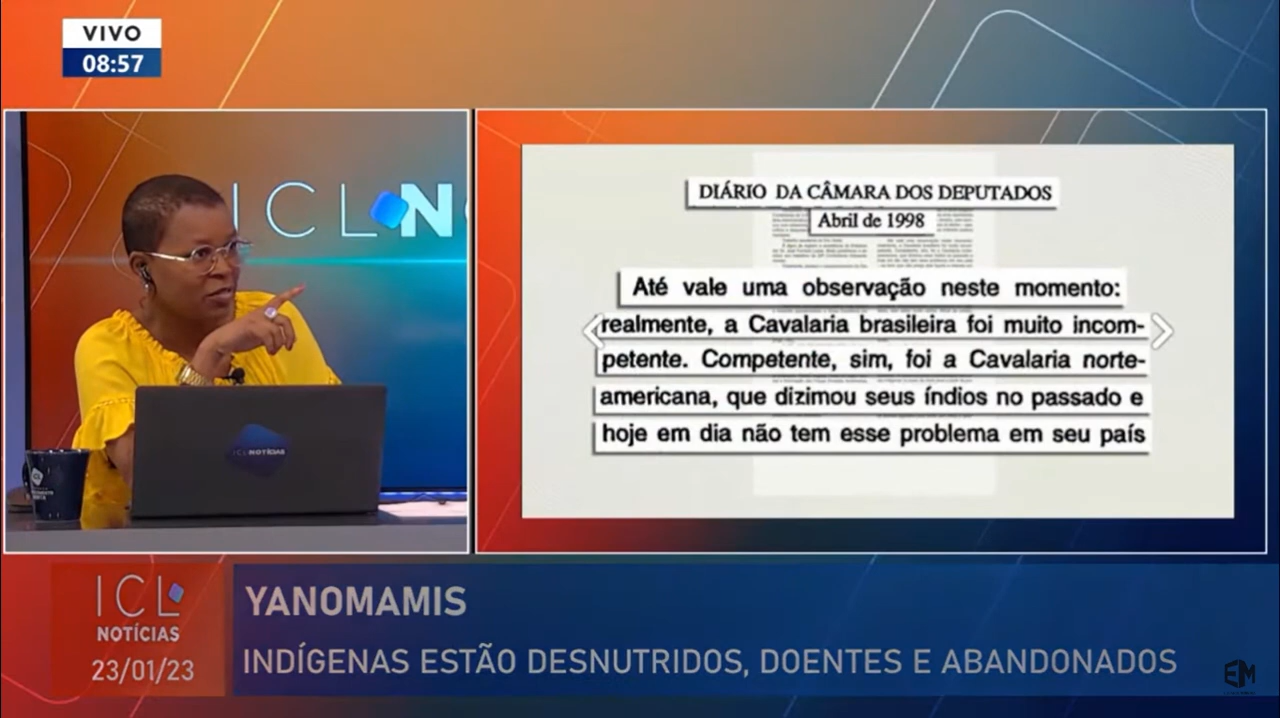 VIVO
08:57
ICL N
DIÁRIO DA CÂMARA DOS DEPUTADOS
Abril de 1998
Até vale uma observação neste momento:
realmente, a Cavalaria brasileira foi muito incom-
petente. Competente, sim, foi a Cavalaria norte-
americana, que dizimou seus índios no passado e
hoje em dia não tem esse problema em seu país
ICL NOTÍCIAS
ICL
NOTÍCIAS
23/01/23
YANOMAMIS
INDÍGENAS ESTÃO DESNUTRIDOS, DOENTES E ABANDONADOS
EM